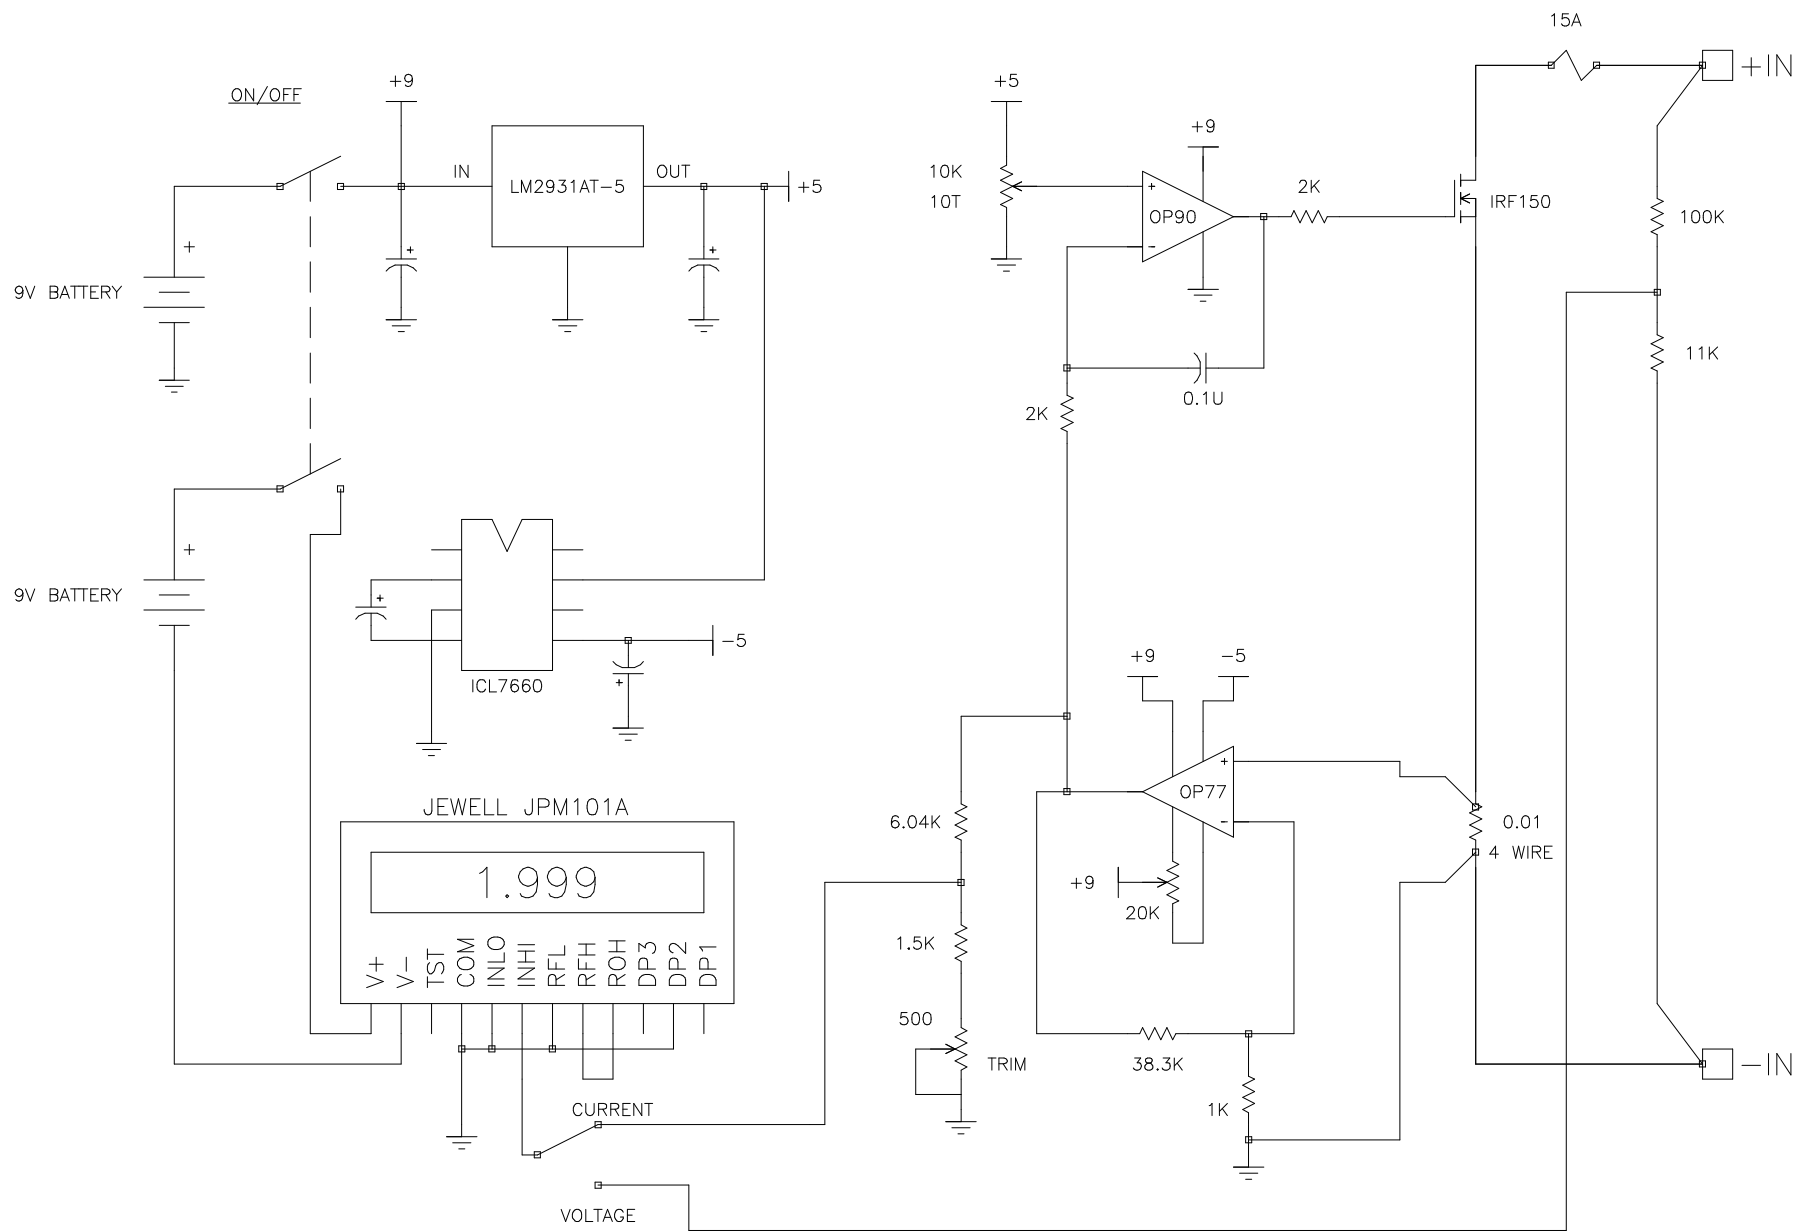 15A
+IN
+9
ON/OFF
+5
+9
IN
LM2931AT-5
OUT
+5
10K
10T
+
OP90
-
2K
IRF150
100K
+
+
+
9V BATTERY
11K
0.1U
2K
+
9V BATTERY
+
-5
+
ICL7660
+9
-5
+
OP77
-
0.01
4 WIRE
JEWELL JPM101A
6.04K
1.999
+9
20K
1.5K
V+
V-
TST
COM
INLO
INHI
RFL
RFH
ROH
DP3
DP2
DP1
500
TRIM
38.3K
-IN
1K
CURRENT
VOLTAGE